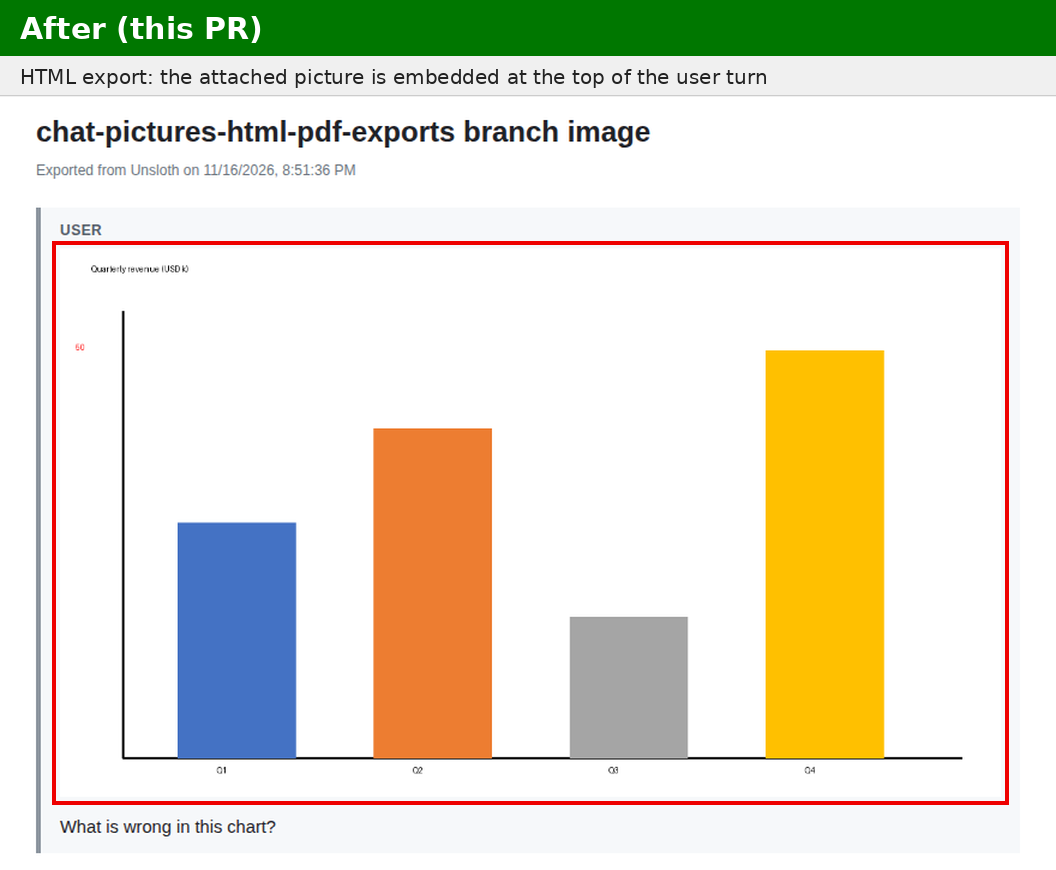 After (this PR)
HTML export: the attached picture is embedded at the top of the user turn
chat-pictures-html-pdf-exports branch image
Exported from Unsloth on 11/16/2026, 8:51:36 PM
USER
Quarterly revenue (USD k)
60
Q1
Q2
Q3
Q4
What is wrong in this chart?